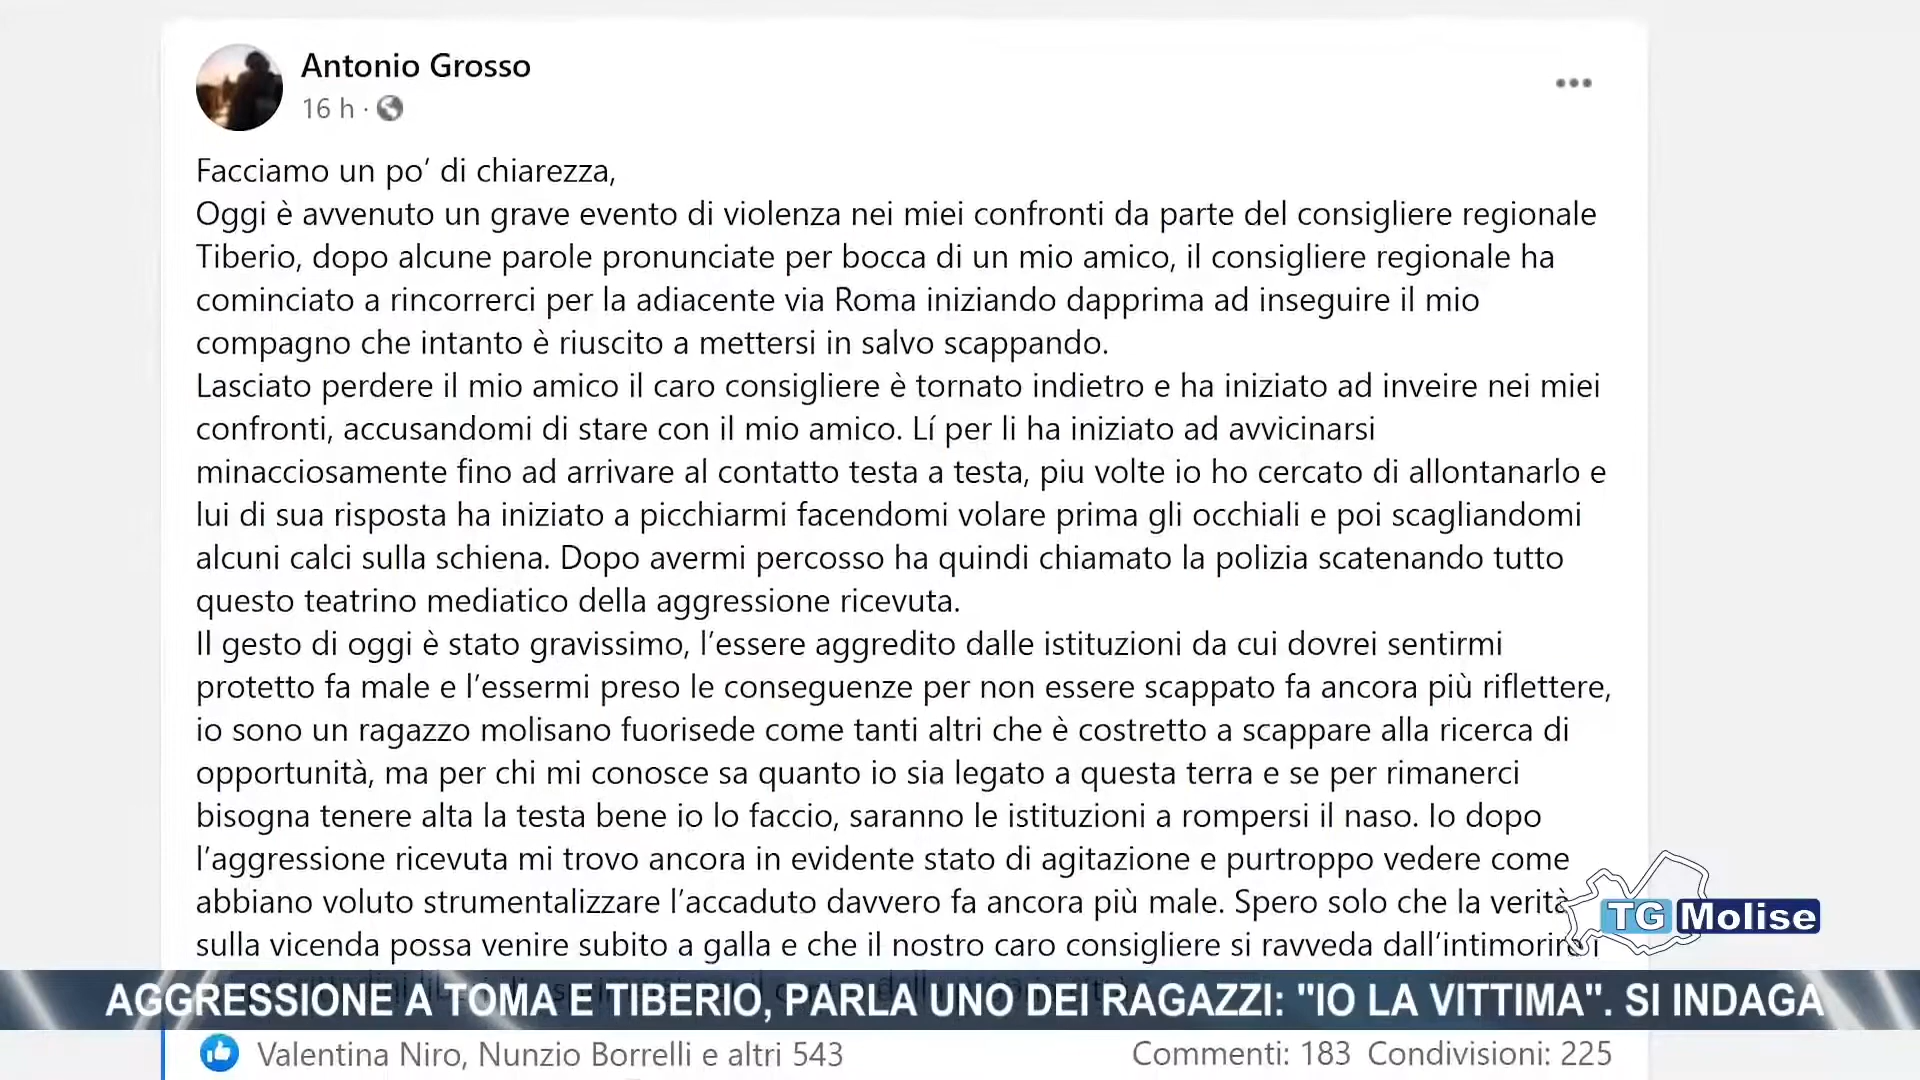 Antonio Grosso
16 h ·
Facciamo un po’ di chiarezza,
Oggi è avvenuto un grave evento di violenza nei miei confronti da parte del consigliere regionale
Tiberio, dopo alcune parole pronunciate per bocca di un mio amico, il consigliere regionale ha
cominciato a rincorrerci per la adiacente via Roma iniziando dapprima ad inseguire il mio
compagno che intanto è riuscito a mettersi in salvo scappando.
Lasciato perdere il mio amico il caro consigliere è tornato indietro e ha iniziato ad inveire nei miei
confronti, accusandomi di stare con il mio amico. Lí per li ha iniziato ad avvicinarsi
minacciosamente fino ad arrivare al contatto testa a testa, piu volte io ho cercato di allontanarlo e
lui di sua risposta ha iniziato a picchiarmi facendomi volare prima gli occhiali e poi scagliandomi
alcuni calci sulla schiena. Dopo avermi percosso ha quindi chiamato la polizia scatenando tutto
questo teatrino mediatico della aggressione ricevuta.
Il gesto di oggi è stato gravissimo, l’essere aggredito dalle istituzioni da cui dovrei sentirmi
protetto fa male e l’essermi preso le conseguenze per non essere scappato fa ancora più riflettere,
io sono un ragazzo molisano fuorisede come tanti altri che è costretto a scappare alla ricerca di
opportunità, ma per chi mi conosce sa quanto io sia legato a questa terra e se per rimanerci
bisogna tenere alta la testa bene io lo faccio, saranno le istituzioni a rompersi il naso. Io dopo
l’aggressione ricevuta mi trovo ancora in evidente stato di agitazione e purtroppo vedere come
abbiano voluto strumentalizzare l’accaduto davvero fa ancora più male. Spero solo che la verità
sulla vicenda possa venire subito a galla e che il nostro caro consigliere si ravveda dall’intimorire i
TG Molise
AGGRESSIONE A TOMA E TIBERIO, PARLA UNO DEI RAGAZZI: "IO LA VITTIMA". SI INDAGA
Valentina Niro, Nunzio Borrelli e altri 543
Commenti: 183 Condivisioni: 225